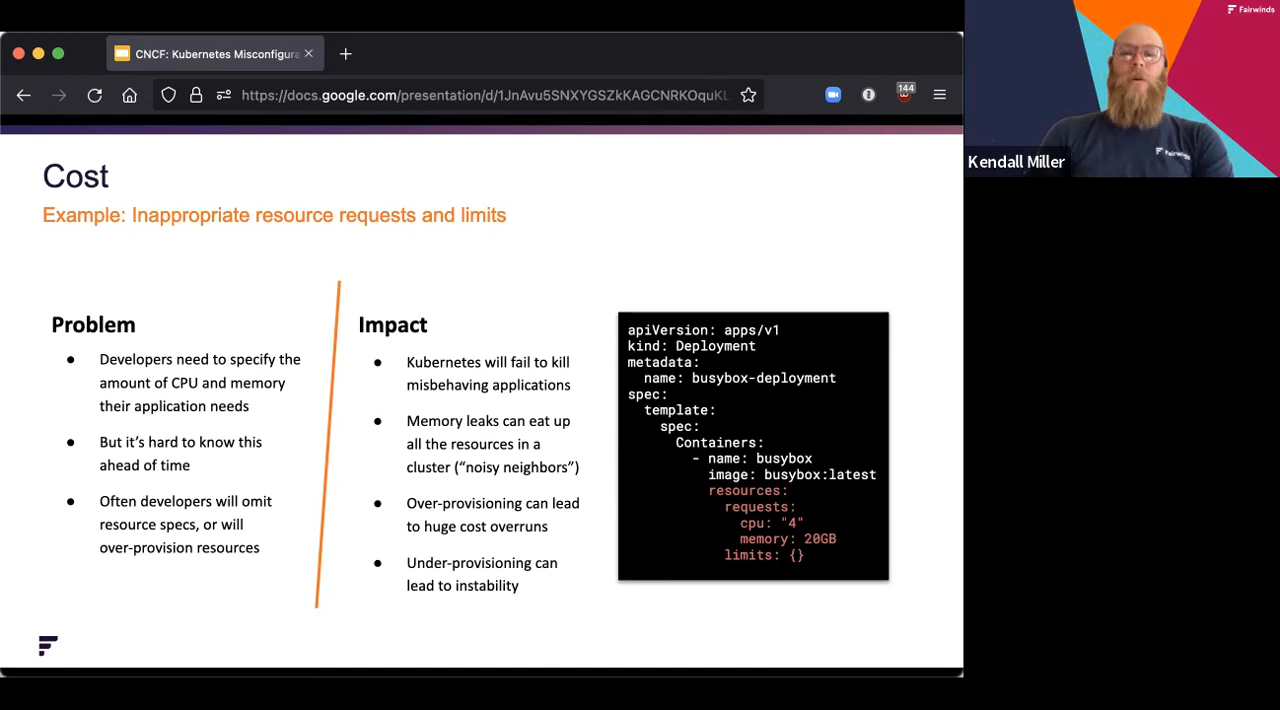 CNCF: Kubernetes Misconfigura
https://docs.google.com/presentation/d/1JnAvu5SNXYGSZkKAGCNRKOquKL
144
Fairwinds
Fairwinds
Kendall Miller
Cost
Example: Inappropriate resource requests and limits
Problem
● Developers need to specify the
amount of CPU and memory
their application needs
● But it’s hard to know this
ahead of time
● Often developers will omit
resource specs, or will
over-provision resources
Impact
● Kubernetes will fail to kill
misbehaving applications
● Memory leaks can eat up
all the resources in a
cluster (“noisy neighbors”)
● Over-provisioning can lead
to huge cost overruns
● Under-provisioning can
lead to instability
apiVersion: apps/v1
kind: Deployment
metadata:
  name: busybox-deployment
spec:
  template:
    spec:
      Containers:
        - name: busybox
          image: busybox:latest
          resources:
            requests:
              cpu: "4"
              memory: 20GB
            limits: {}